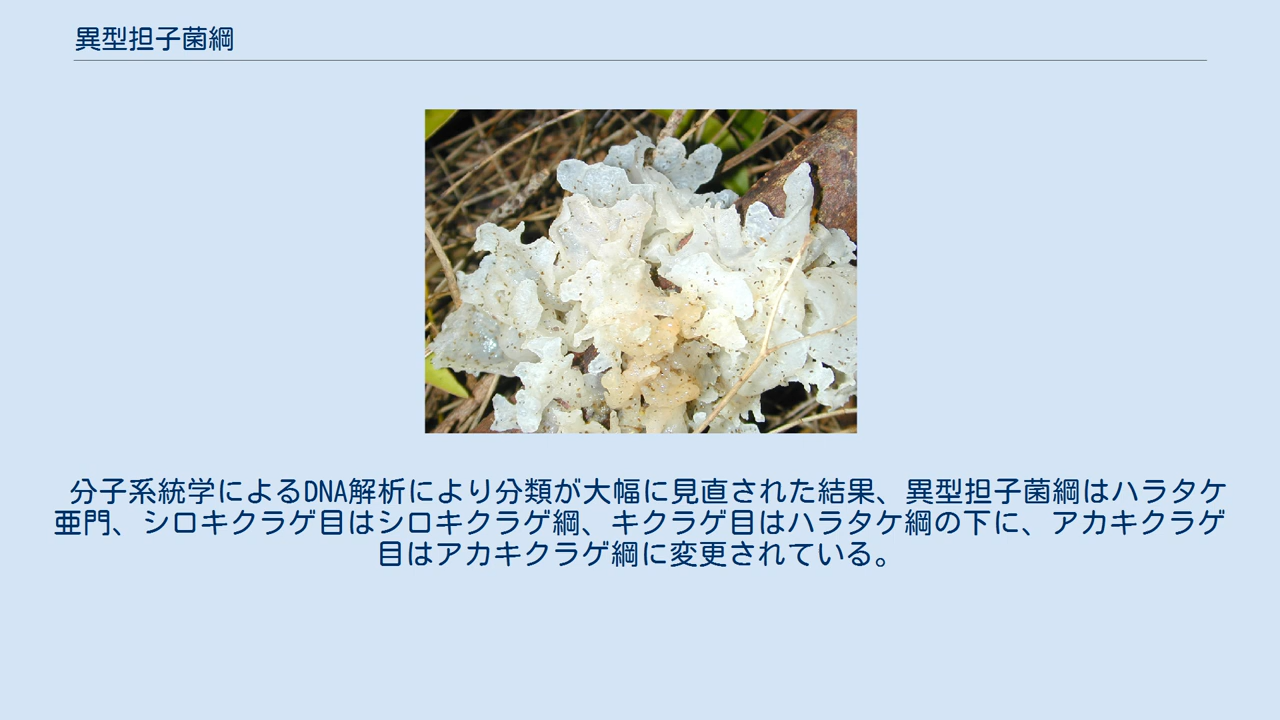 異型担子菌綱
分子系統学によるDNA解析により分類が大幅に見直された結果、異型担子菌綱はハラタケ
亜門、シロキクラゲ目はシロキクラゲ綱、キクラゲ目はハラタケ綱の下に、アカキクラゲ
目はアカキクラゲ綱に変更されている。